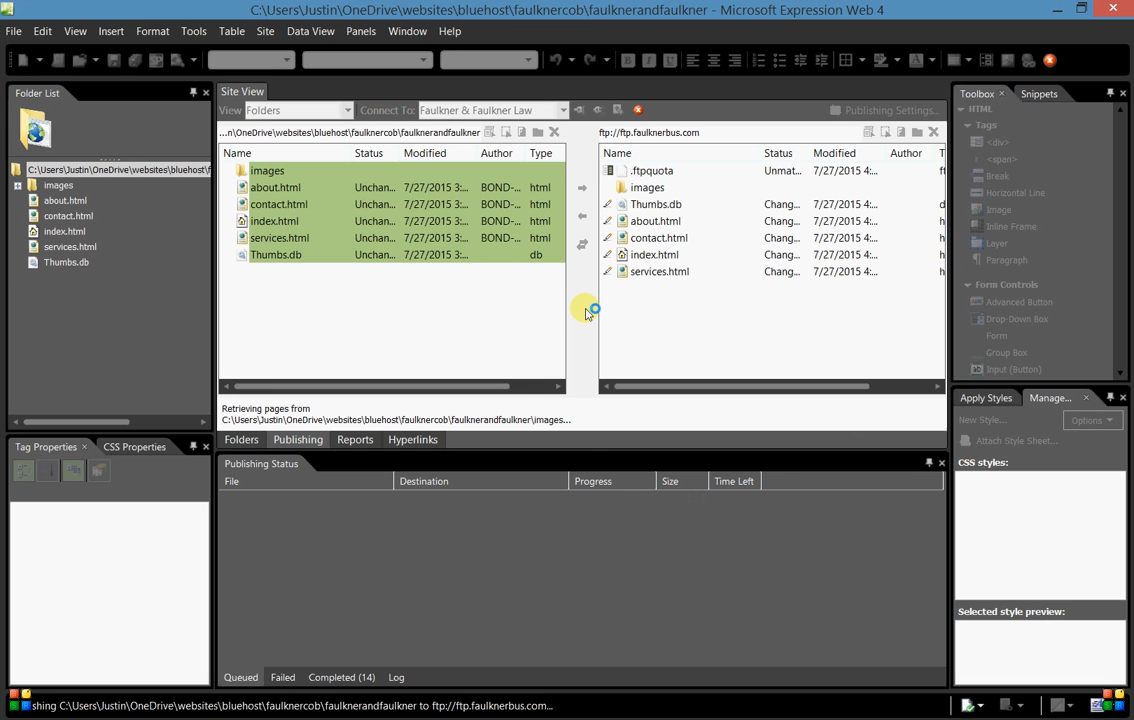 C:\Users\Justin\OneDrive\websites\bluehost\faulknercob\faulknerandfaulkner - Microsoft Expression Web 4
File Edit View Insert Format Tools Table Site Data View Panels Window Help
Folder List
C:\Users\Justin\OneDrive\websites\bluehost\f
images
about.html
contact.html
index.html
services.html
Thumbs.db
Site View
View Folders Connect To: Faulkner & Faulkner Law Publishing Settings...
...n\OneDrive\websites\bluehost\faulknercob\faulknerandfaulkner
Name Status Modified Author Type
images
about.html Unchan... 7/27/2015 3:... BOND-... html
contact.html Unchan... 7/27/2015 3:... BOND-... html
index.html Unchan... 7/27/2015 3:... BOND-... html
services.html Unchan... 7/27/2015 3:... BOND-... html
Thumbs.db Unchan... 7/27/2015 3:... db
ftp://ftp.faulknerbus.com
Name Status Modified Author T
.ftpquota Unmat... 7/27/2015 4:... ft
images
Thumbs.db Chang... 7/27/2015 4:... d
about.html Chang... 7/27/2015 4:... h
contact.html Chang... 7/27/2015 4:... h
index.html Chang... 7/27/2015 4:... h
services.html Chang... 7/27/2015 4:... h
Retrieving pages from
C:\Users\Justin\OneDrive\websites\bluehost\faulknercob\faulknerandfaulkner\images...
Folders Publishing Reports Hyperlinks
Toolbox Snippets
HTML
Tags
<div>
<span>
Break
Horizontal Line
Image
Inline Frame
Layer
Paragraph
Form Controls
Advanced Button
Drop-Down Box
Form
Group Box
Input (Button)
Tag Properties CSS Properties
Publishing Status
File Destination Progress Size Time Left
Queued Failed Completed (14) Log
Apply Styles Manage...
New Style... Options
Attach Style Sheet...
CSS styles:
Selected style preview:
shing C:\Users\Justin\OneDrive\websites\bluehost\faulknercob\faulknerandfaulkner to ftp://ftp.faulknerbus.com...